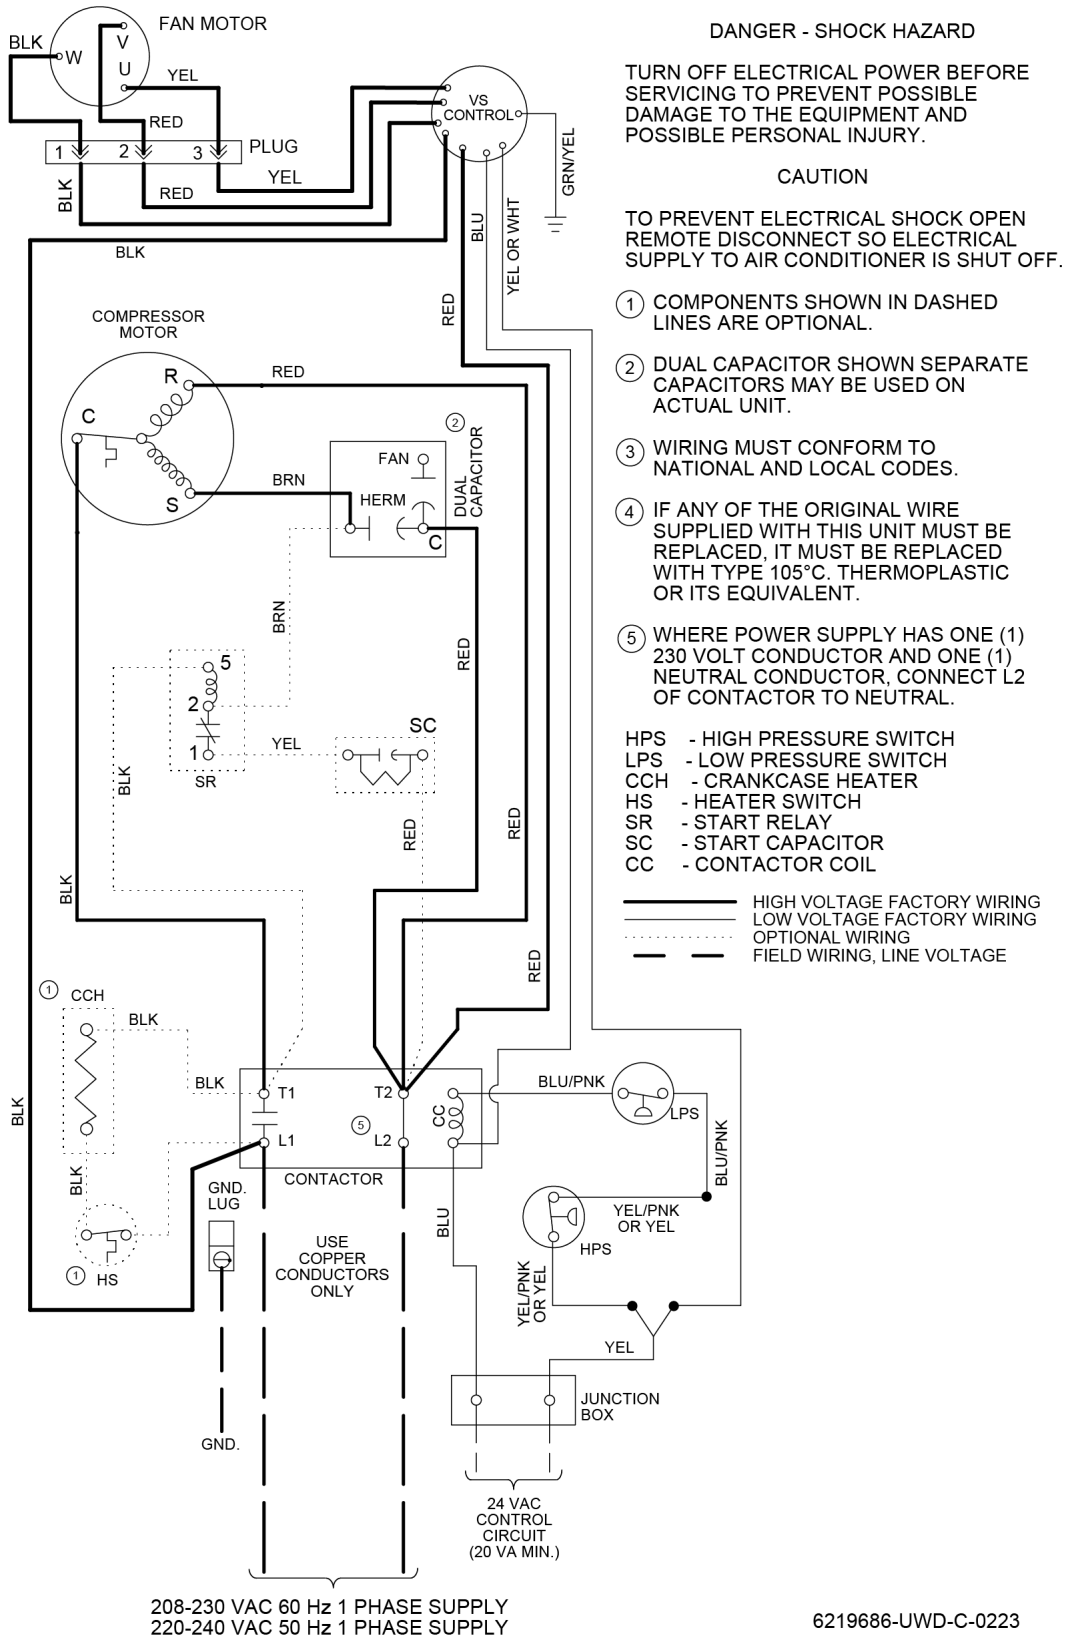 FAN MOTOR
BLK
W
V
U
YEL
RED
1
2
3
PLUG
YEL
RED
BLK
BLK
VS
CONTROL
GRN/YEL
BLU
YEL OR WHT
RED
COMPRESSOR
MOTOR
R
C
S
RED
BRN
2
FAN
HERM
C
DUAL
CAPACITOR
BRN
RED
5
2
1
SR
YEL
SC
BLK
RED
RED
BLK
RED
1
CCH
BLK
BLK
BLK
BLK
1
HS
T1
T2
L1
L2
5
CC
CONTACTOR
GND.
LUG
GND.
USE
COPPER
CONDUCTORS
ONLY
BLU/PNK
LPS
BLU/PNK
YEL/PNK
OR YEL
HPS
YEL/PNK
OR YEL
BLU
YEL
JUNCTION
BOX
24 VAC
CONTROL
CIRCUIT
(20 VA MIN.)
208-230 VAC 60 Hz 1 PHASE SUPPLY
220-240 VAC 50 Hz 1 PHASE SUPPLY
DANGER - SHOCK HAZARD
TURN OFF ELECTRICAL POWER BEFORE
SERVICING TO PREVENT POSSIBLE
DAMAGE TO THE EQUIPMENT AND
POSSIBLE PERSONAL INJURY.
CAUTION
TO PREVENT ELECTRICAL SHOCK OPEN
REMOTE DISCONNECT SO ELECTRICAL
SUPPLY TO AIR CONDITIONER IS SHUT OFF.
1 COMPONENTS SHOWN IN DASHED
LINES ARE OPTIONAL.
2 DUAL CAPACITOR SHOWN SEPARATE
CAPACITORS MAY BE USED ON
ACTUAL UNIT.
3 WIRING MUST CONFORM TO
NATIONAL AND LOCAL CODES.
4 IF ANY OF THE ORIGINAL WIRE
SUPPLIED WITH THIS UNIT MUST BE
REPLACED, IT MUST BE REPLACED
WITH TYPE 105°C. THERMOPLASTIC
OR ITS EQUIVALENT.
5 WHERE POWER SUPPLY HAS ONE (1)
230 VOLT CONDUCTOR AND ONE (1)
NEUTRAL CONDUCTOR, CONNECT L2
OF CONTACTOR TO NEUTRAL.
HPS - HIGH PRESSURE SWITCH
LPS - LOW PRESSURE SWITCH
CCH - CRANKCASE HEATER
HS - HEATER SWITCH
SR - START RELAY
SC - START CAPACITOR
CC - CONTACTOR COIL
HIGH VOLTAGE FACTORY WIRING
LOW VOLTAGE FACTORY WIRING
OPTIONAL WIRING
FIELD WIRING, LINE VOLTAGE
6219686-UWD-C-0223